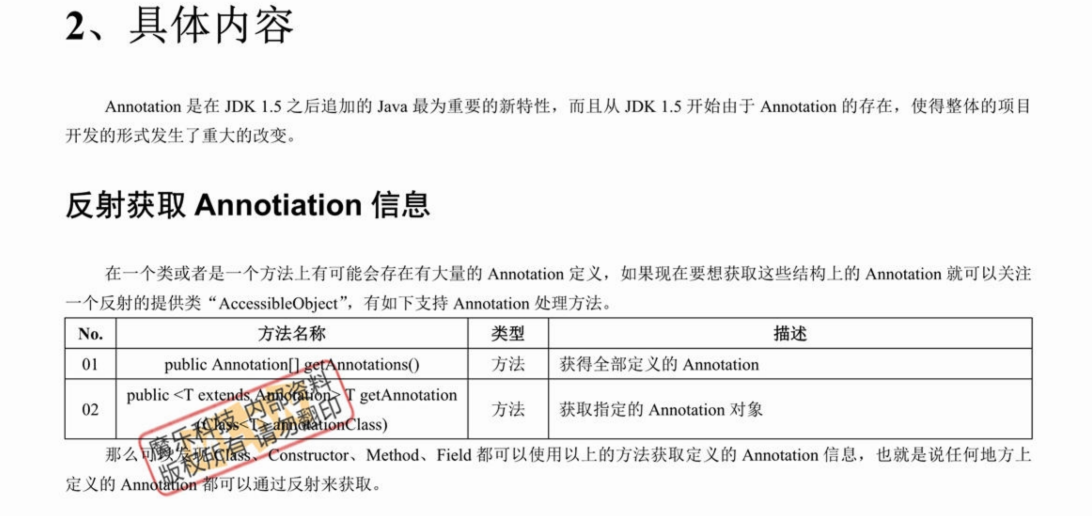 2、具体内容
Annotation 是在 JDK 1.5 之后追加的 Java 最为重要的新特性，而且从 JDK 1.5 开始由于 Annotation 的存在，使得整体的项目
开发的形式发生了重大的改变。
反射获取 Annotiation 信息
在一个类或者是一个方法上有可能会存在有大量的 Annotation 定义，如果现在要想获取这些结构上的 Annotation 就可以关注
一个反射的提供类“AccessibleObject”，有如下支持 Annotation 处理方法。
No. 方法名称 类型 描述
01 public Annotation[] getAnnotations() 方法 获得全部定义的 Annotation
02 public <T extends Annotation> T getAnnotation 方法 获取指定的 Annotation 对象
(Class<T> annotationClass)
魔乐科技 内部资料
版权所有 请勿翻印
那么可以发现 Class、Constructor、Method、Field 都可以使用以上的方法获取定义的 Annotation 信息，也就是说任何地方上
定义的 Annotation 都可以通过反射来获取。